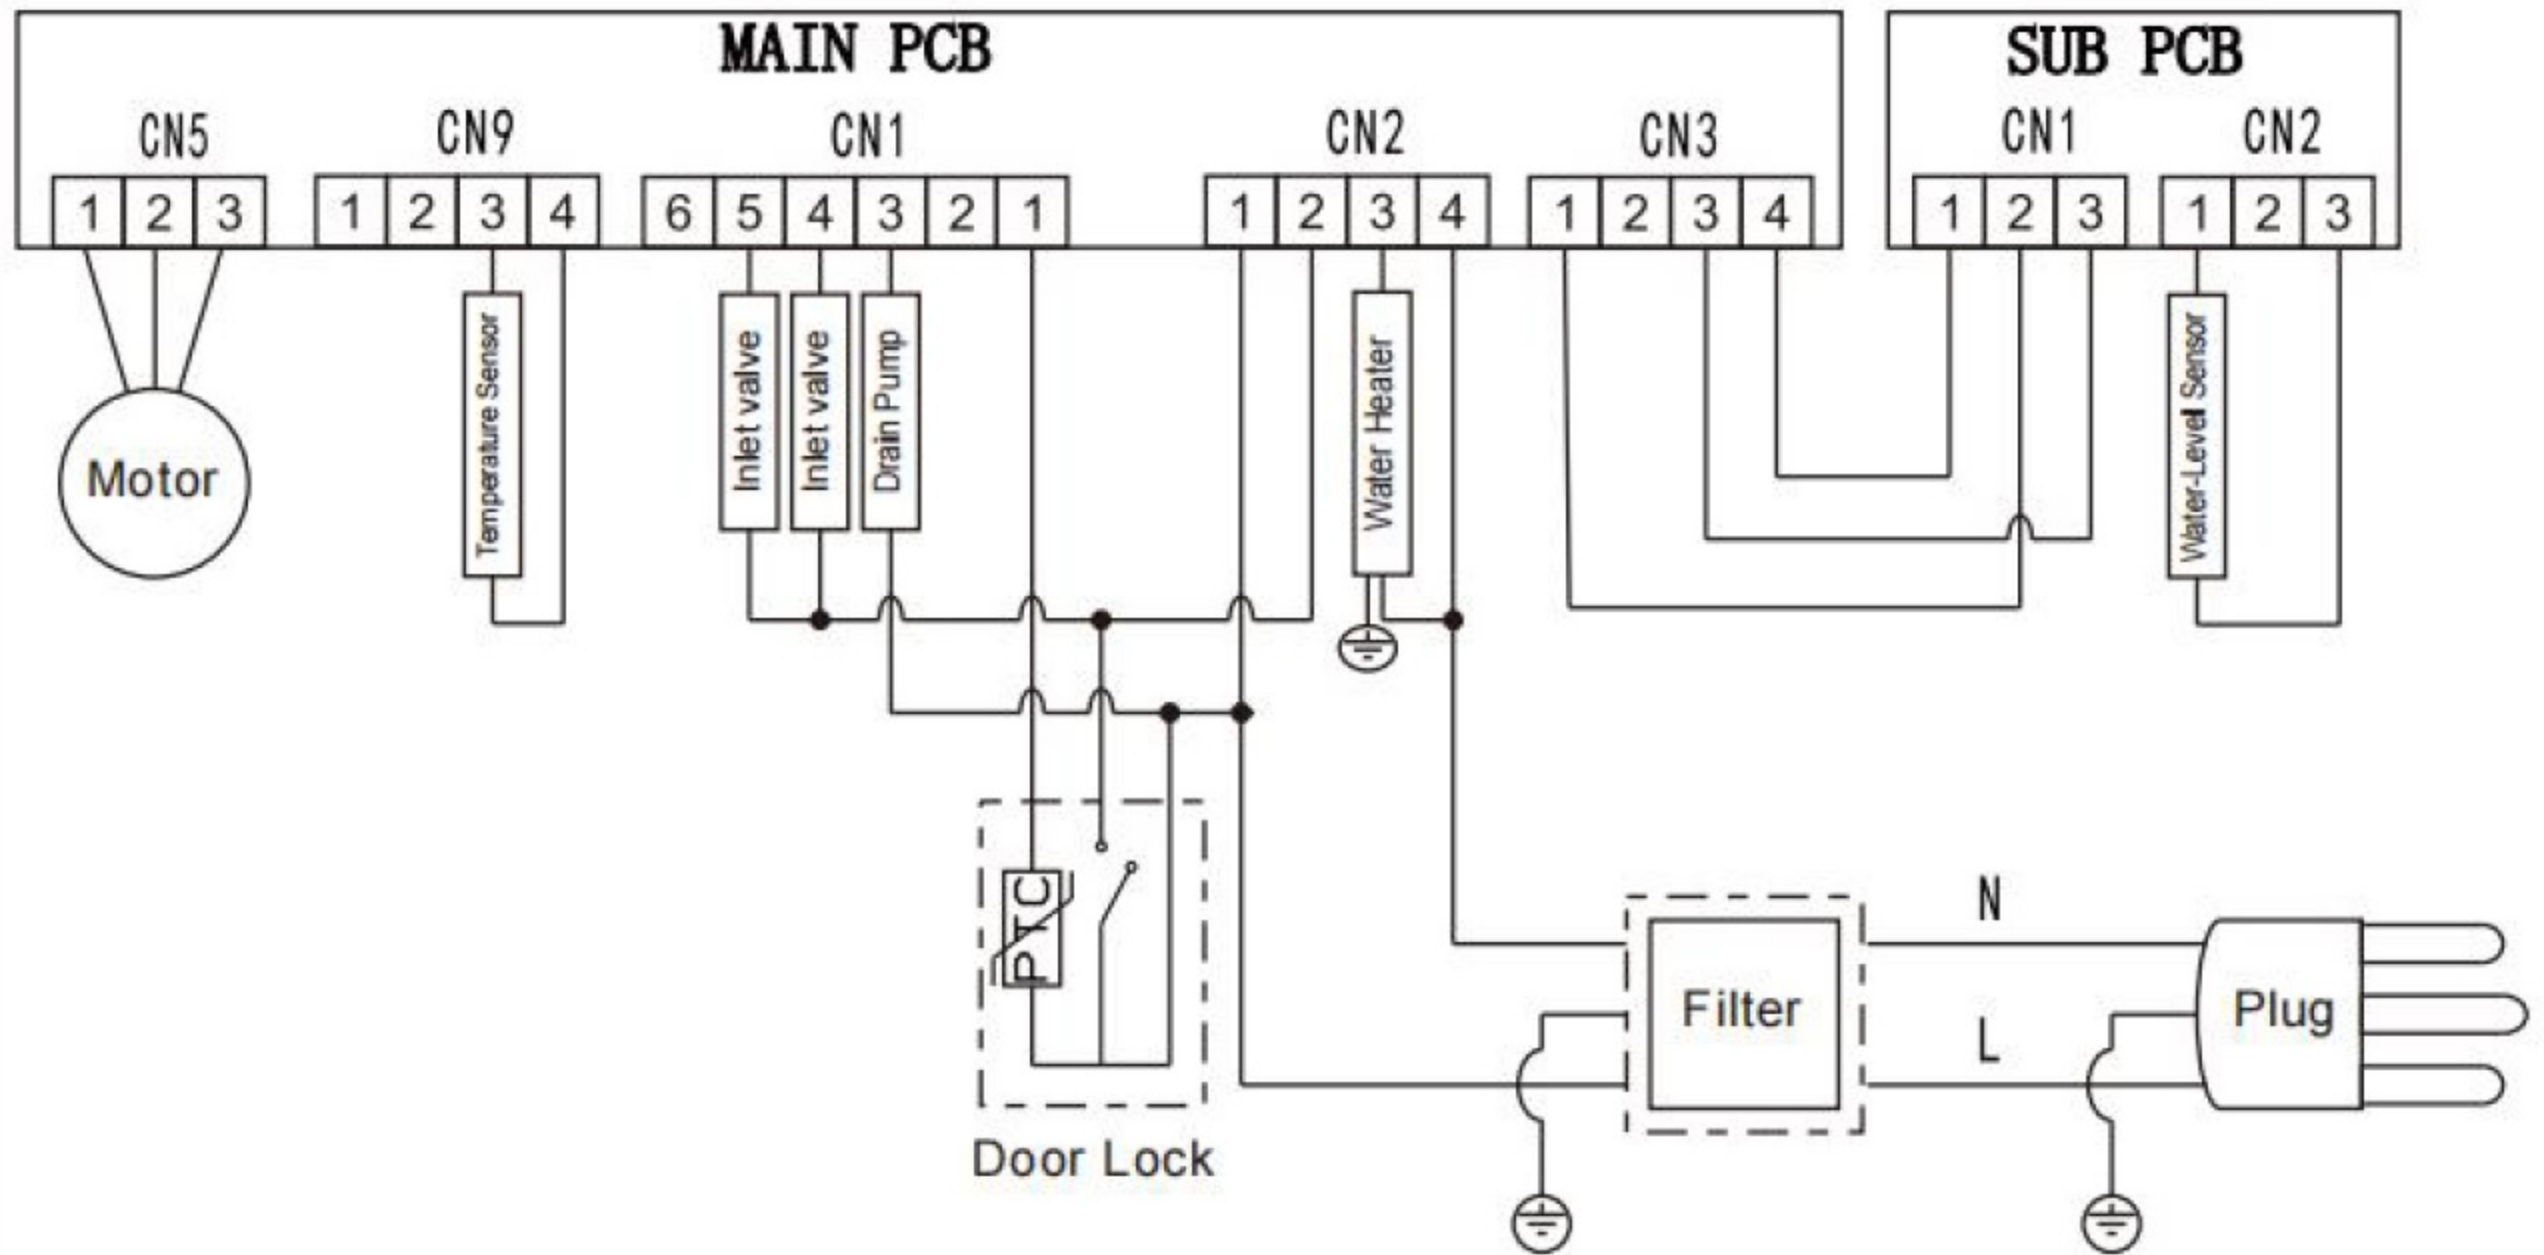 MAIN PCB
SUB PCB
CN5
CN9
CN1
CN2
CN3
CN1
CN2
1 2 3
1 2 3 4
6 5 4 3 2 1
1 2 3 4
1 2 3 4
1 2 3
1 2 3
Motor
Temperature Sensor
Inlet valve
Inlet valve
Drain Pump
Water Heater
Water-Level Sensor
PTC
Door Lock
N
L
Filter
Plug